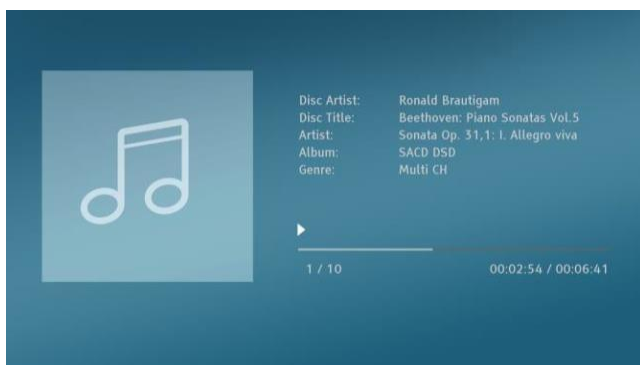 Disc Artist: Ronald Brautigam
Disc Title: Beethoven: Piano Sonatas Vol.5
Artist: Sonata Op. 31,1: I. Allegro viva
Album: SACD DSD
Genre: Multi CH
1 / 10 00:02:54 / 00:06:41